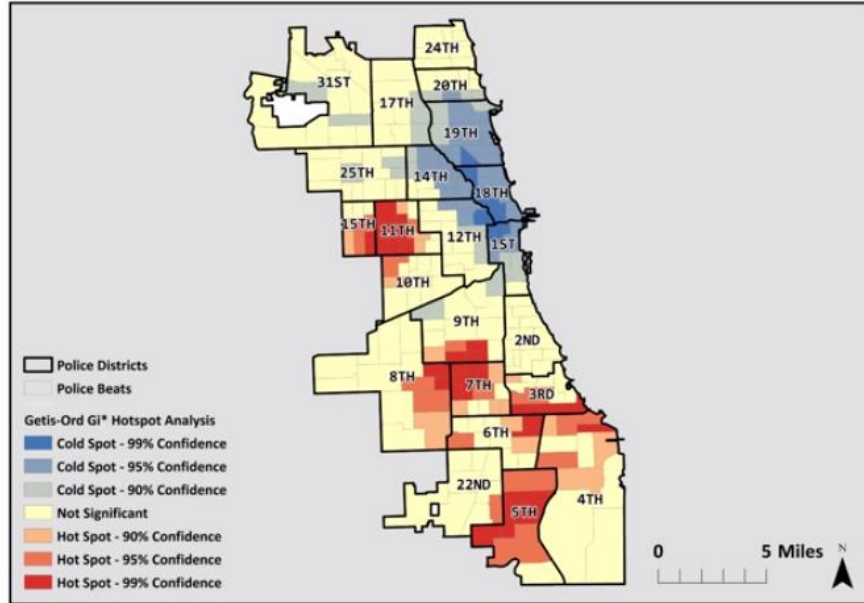 24TH
20TH
31ST
17TH
19TH
25TH
14TH
18TH
15TH
11TH
12TH
1ST
10TH
9TH
2ND
8TH
7TH
3RD
6TH
22ND
4TH
5TH
Police Districts
Police Beats
Getis-Ord Gi* Hotspot Analysis
Cold Spot - 99% Confidence
Cold Spot - 95% Confidence
Cold Spot - 90% Confidence
Not Significant
Hot Spot - 90% Confidence
Hot Spot - 95% Confidence
Hot Spot - 99% Confidence
0 5 Miles
N